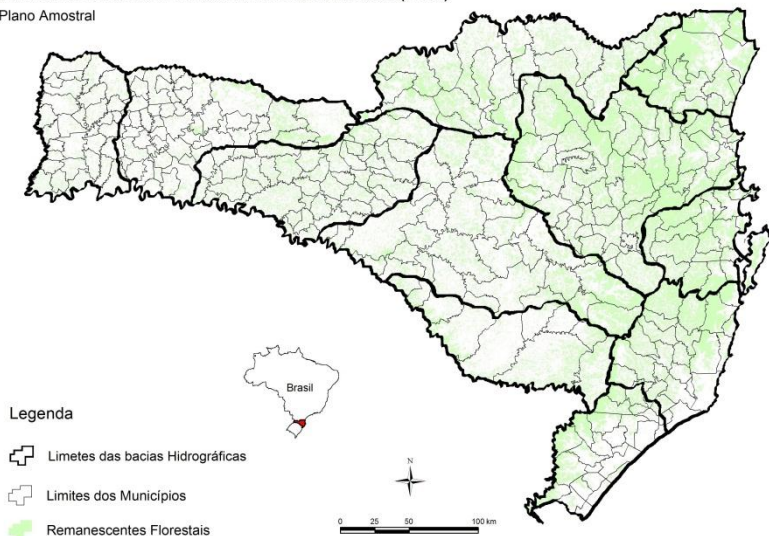 Plano Amostral
Brasil
Legenda
Limetes das bacias Hidrográficas
Limites dos Municípios
Remanescentes Florestais
N
0 25 50 100 km